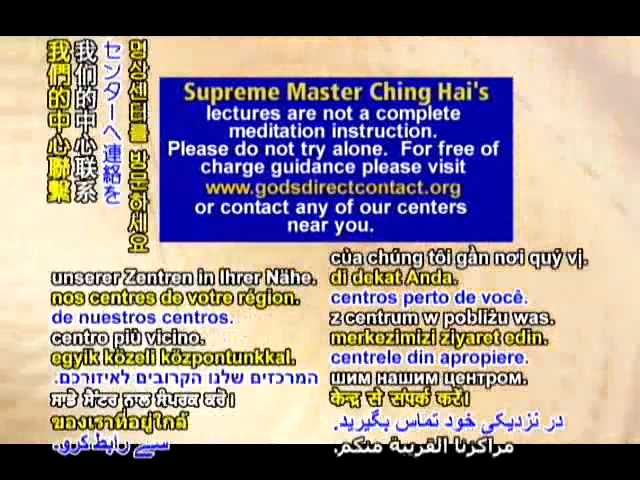 我們的中心聯繫
我们的中心联系
センターへ連絡を
명상센터를 방문하세요
Supreme Master Ching Hai's
lectures are not a complete
meditation instruction.
Please do not try alone. For free of
charge guidance please visit
www.godsdirectcontact.org
or contact any of our centers
near you.
unserer Zentren in Ihrer Nähe.
nos centres de votre région.
de nuestros centros.
centro più vicino.
egyik közeli központunkkal.
המרכזים שלנו הקרובים לאיזורכם.
ਸਾਡੇ ਸੈਂਟਰ ਨਾਲ ਸੰਪਰਕ ਕਰੋ।
ของเราที่อยู่ใกล้
سے رابطہ کرو.
của chúng tôi gần nơi quý vị.
di dekat Anda.
centros perto de você.
z centrum w pobliżu was.
merkezimizi ziyaret edin.
centrele din apropiere.
шим нашим центром.
केन्द्र से संपर्क करें।
در نزدیکی خود تماس بگیرید.
مراكزنا القريبة منكم.